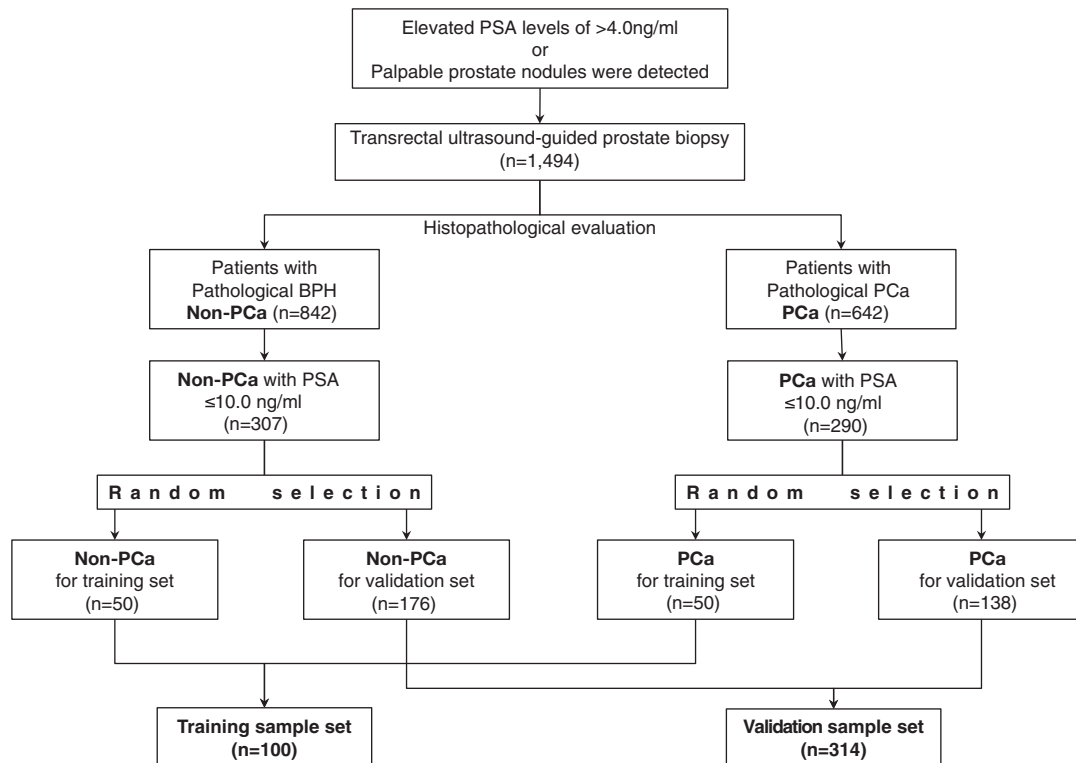 Elevated PSA levels of >4.0ng/ml
or
Palpable prostate nodules were detected
Transrectal ultrasound-guided prostate biopsy
(n=1,494)
Histopathological evaluation
Patients with
Pathological BPH
Non-PCa (n=842)
Patients with
Pathological PCa
PCa (n=642)
Non-PCa with PSA
≤10.0 ng/ml
(n=307)
PCa with PSA
≤10.0 ng/ml
(n=290)
Random selection
Random selection
Non-PCa
for training set
(n=50)
Non-PCa
for validation set
(n=176)
PCa
for training set
(n=50)
PCa
for validation set
(n=138)
Training sample set
(n=100)
Validation sample set
(n=314)